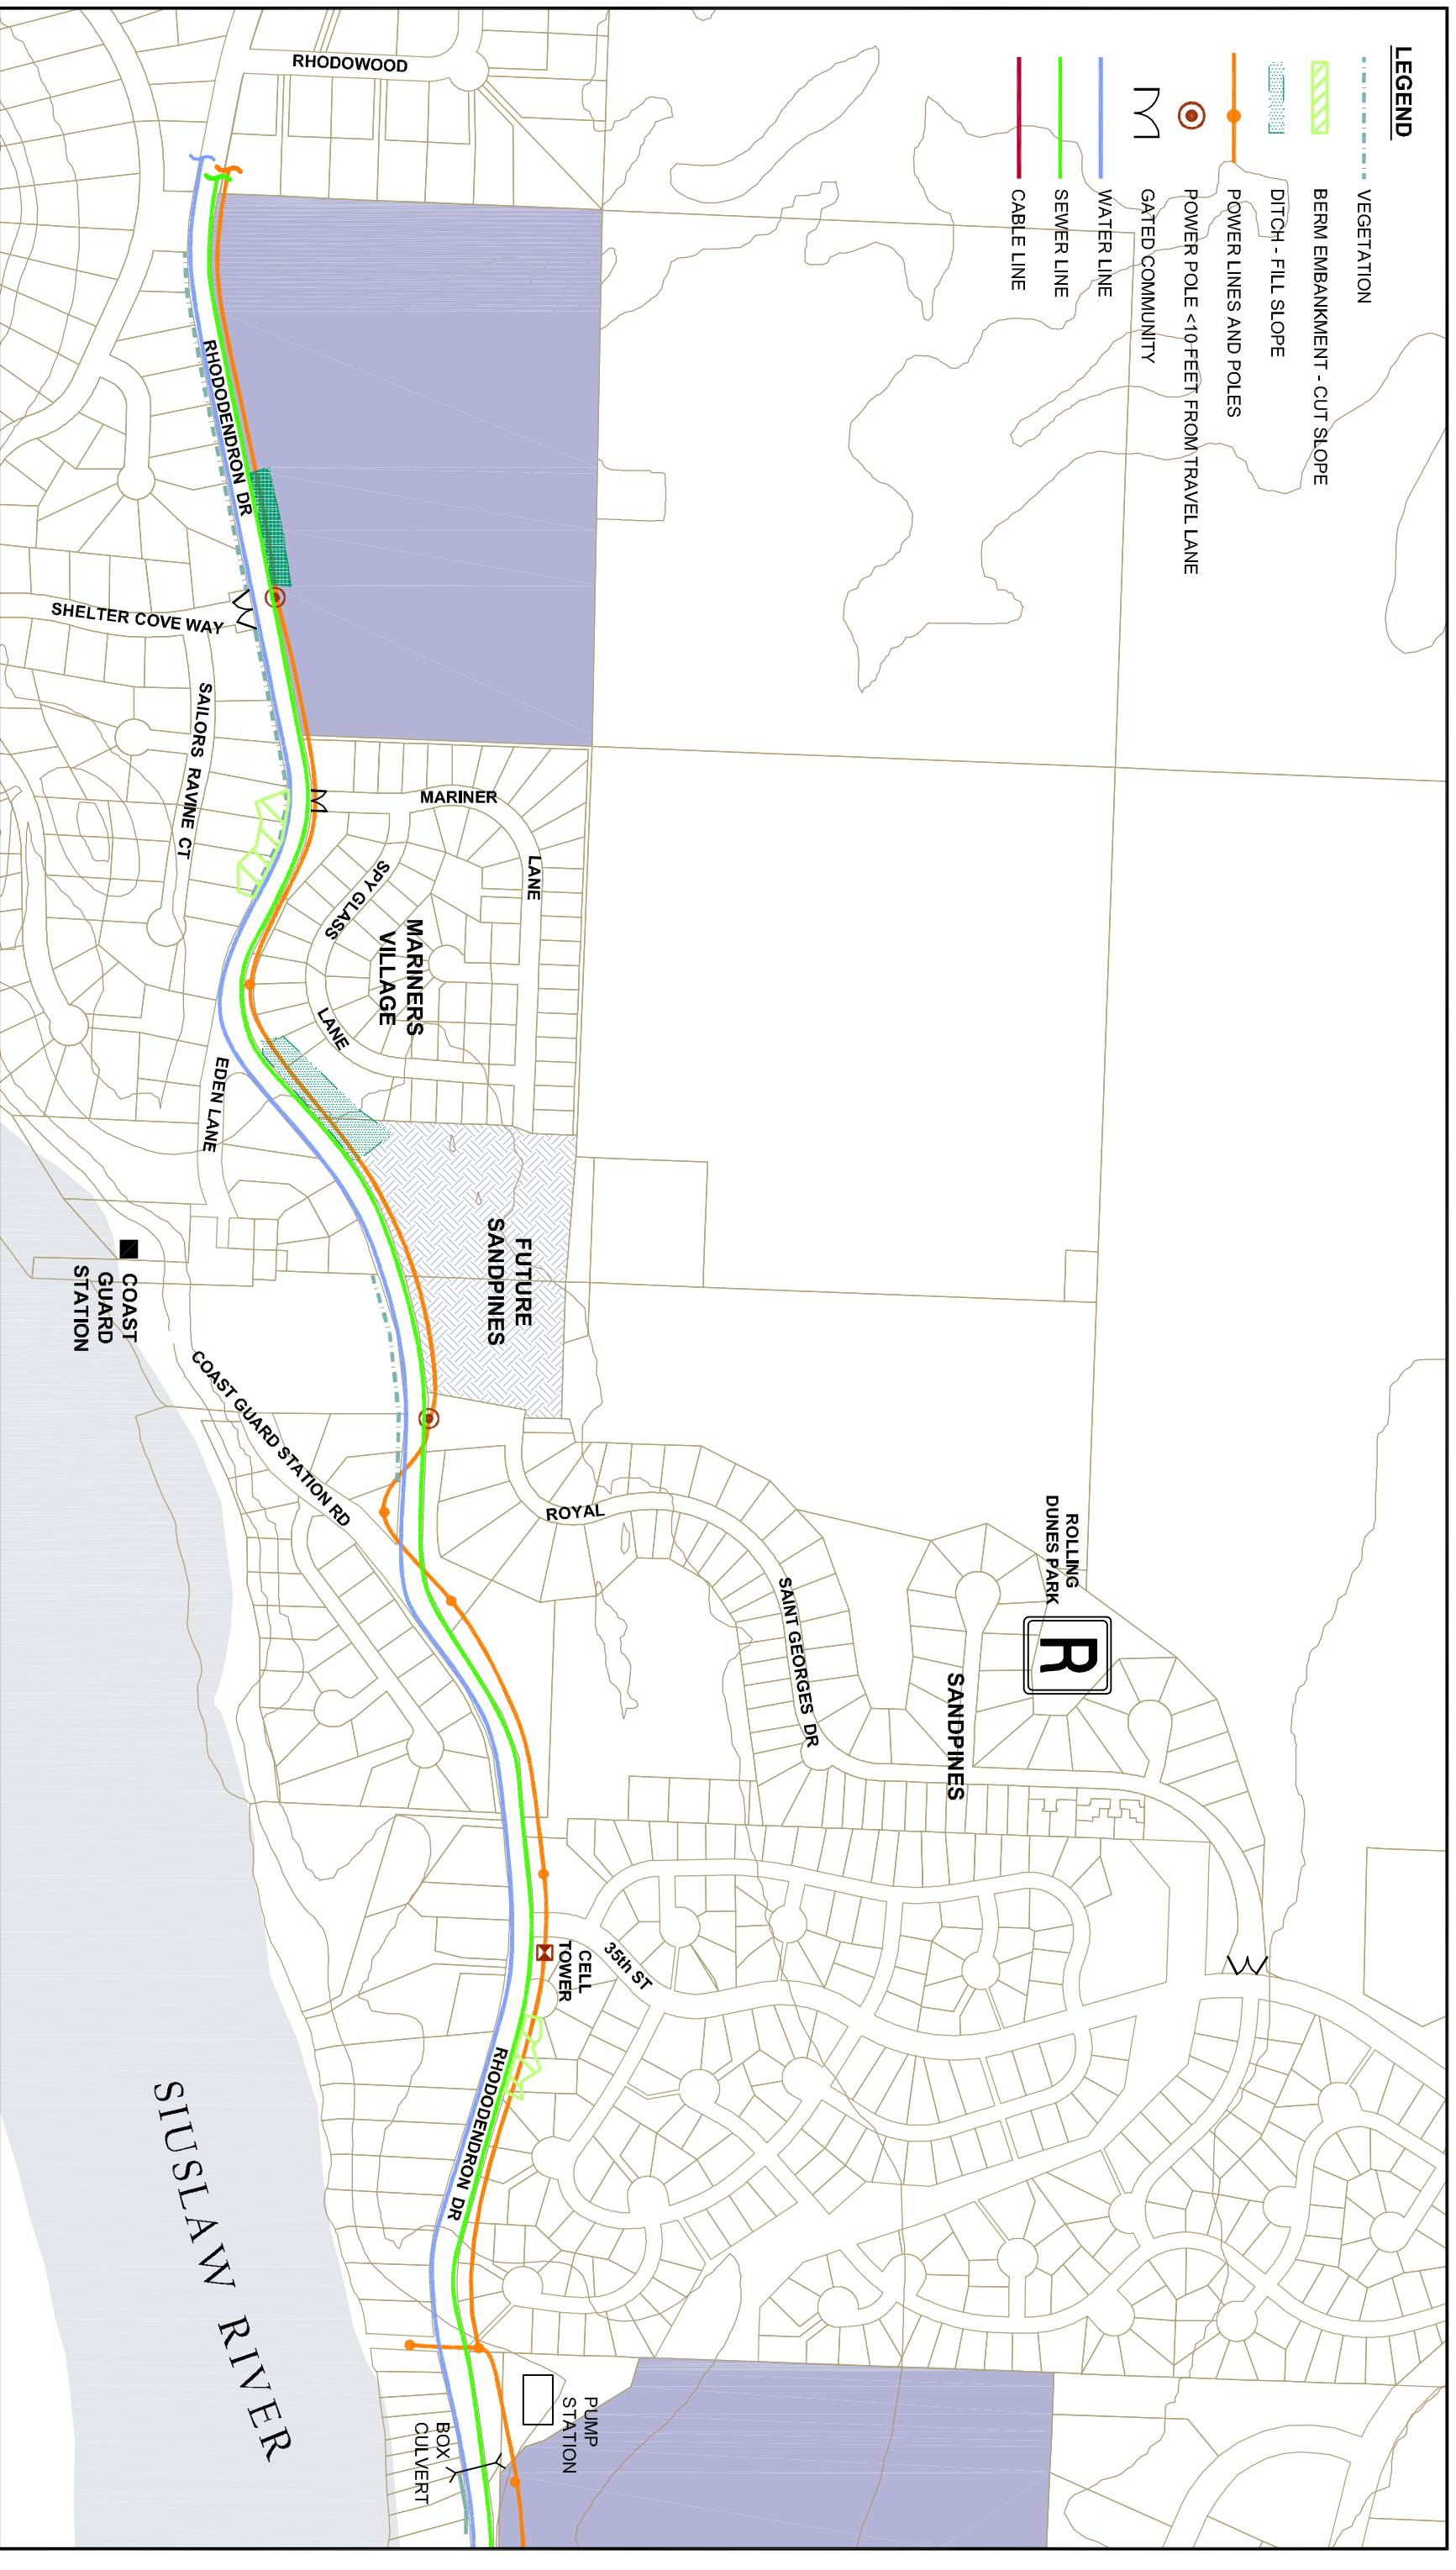 LEGEND
VEGETATION
BERM EMBANKMENT - CUT SLOPE
DITCH - FILL SLOPE
POWER LINES AND POLES
POWER POLE <10 FEET FROM TRAVEL LANE
GATED COMMUNITY
WATER LINE
SEWER LINE
CABLE LINE
RHODOWOOD
RHODODENDRON DR
SHELTER COVE WAY
SAILORS RAVINE CT
MARINER
LANE
SPY GLASS
LANE
MARINERS
VILLAGE
EDEN LANE
FUTURE
SANDPINES
COAST
GUARD
STATION
COAST GUARD STATION RD
ROYAL
SAINT GEORGES DR
ROLLING
DUNES PARK
R
SANDPINES
35th ST
CELL
TOWER
RHODODENDRON DR
PUMP
STATION
BOX
CULVERT
SIUSLAW RIVER